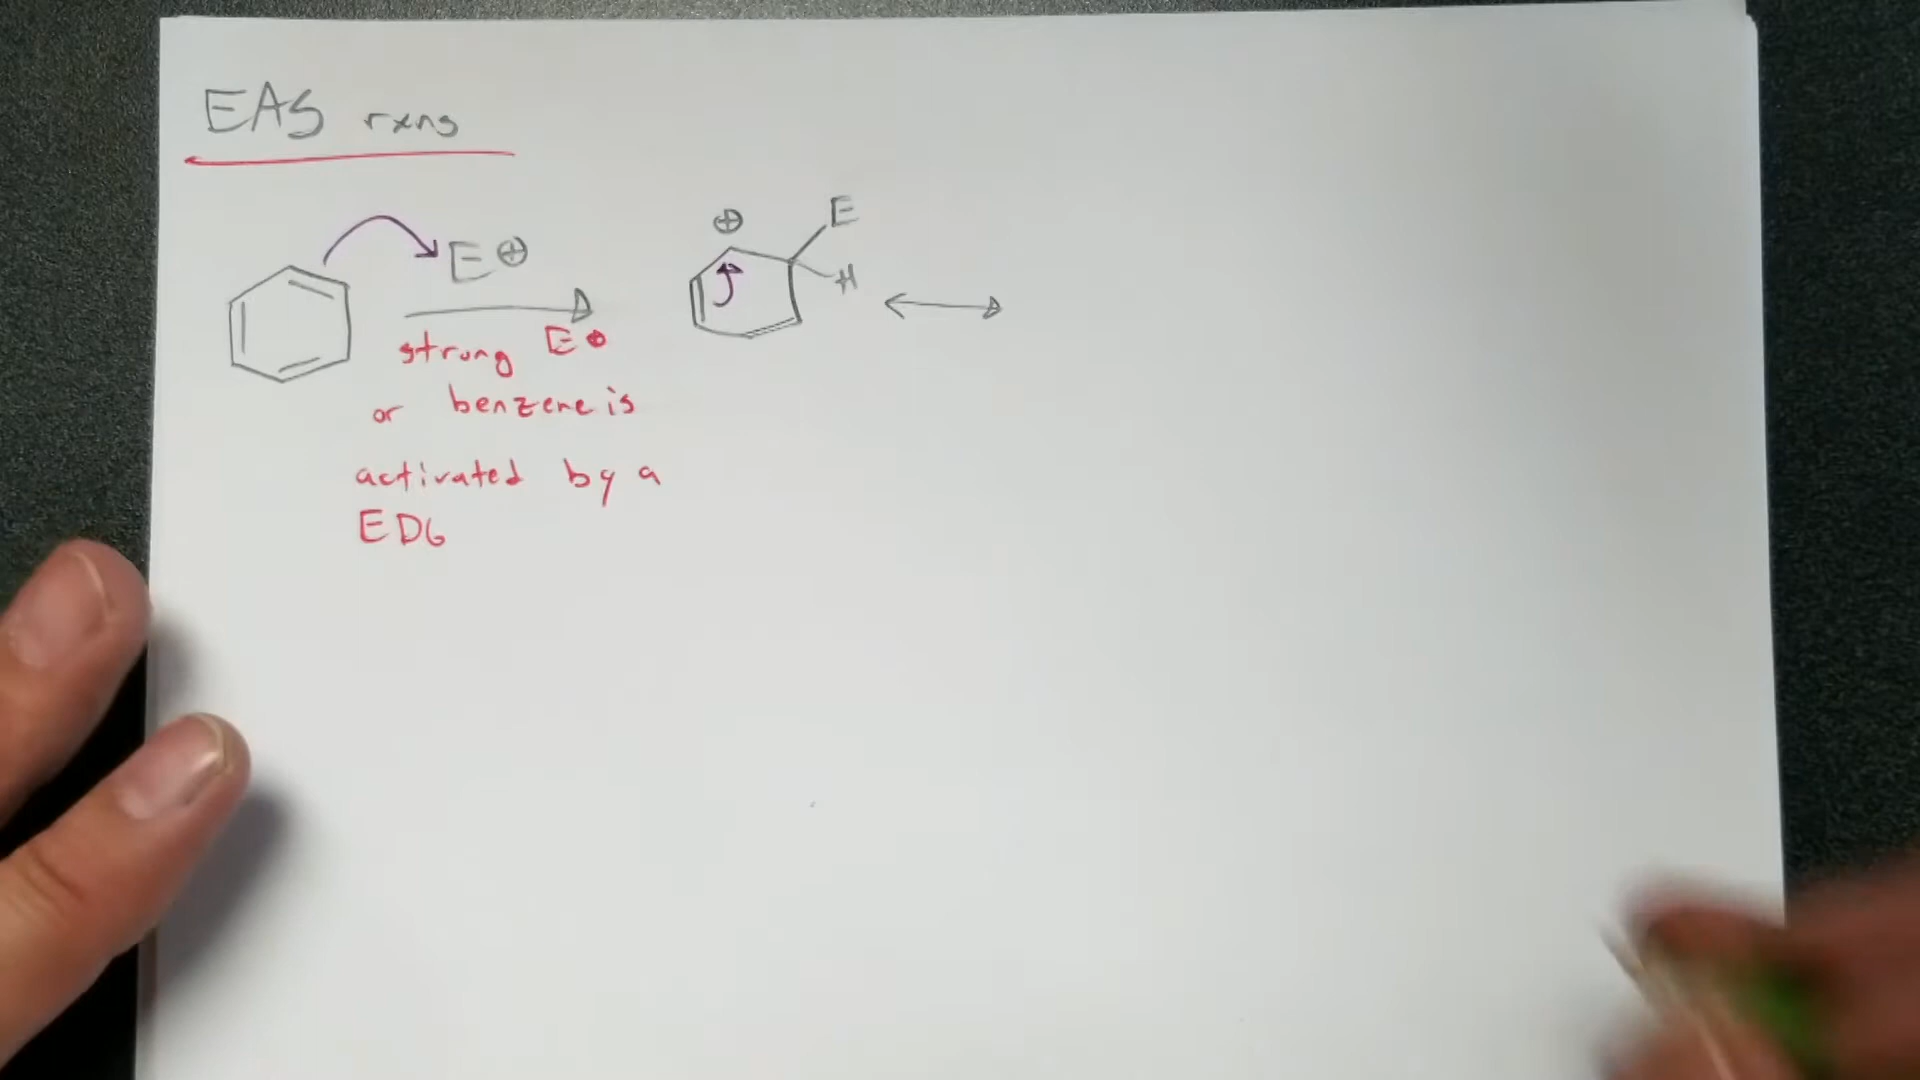 EAS rxns
E⊕
⊕
E
H
strong E⊕
or benzene is
activated by a
EDG